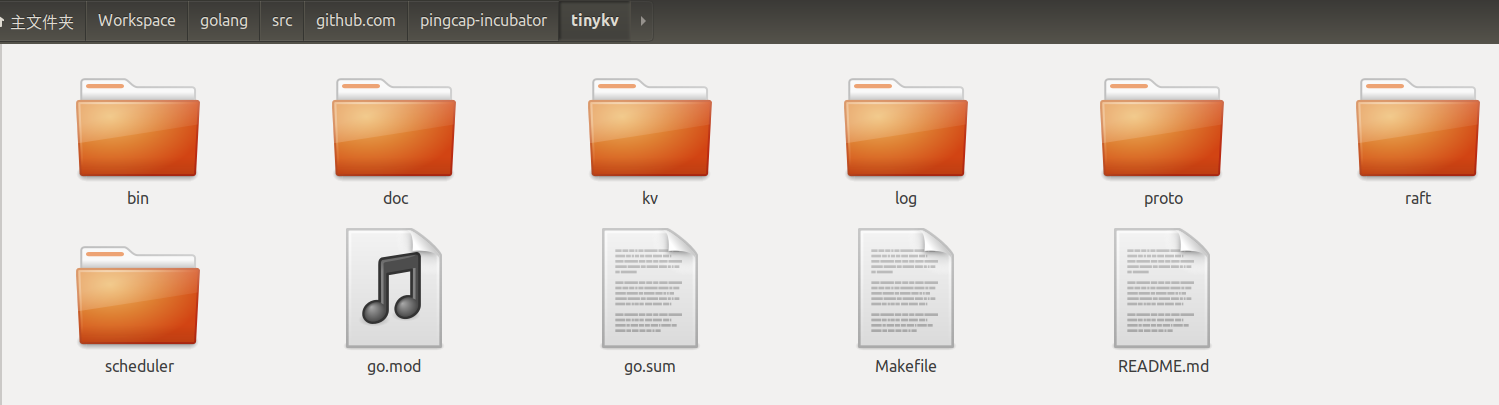 主文件夹 Workspace golang src github.com pingcap-incubator tinykv
bin doc kv log proto raft
scheduler go.mod go.sum Makefile README.md